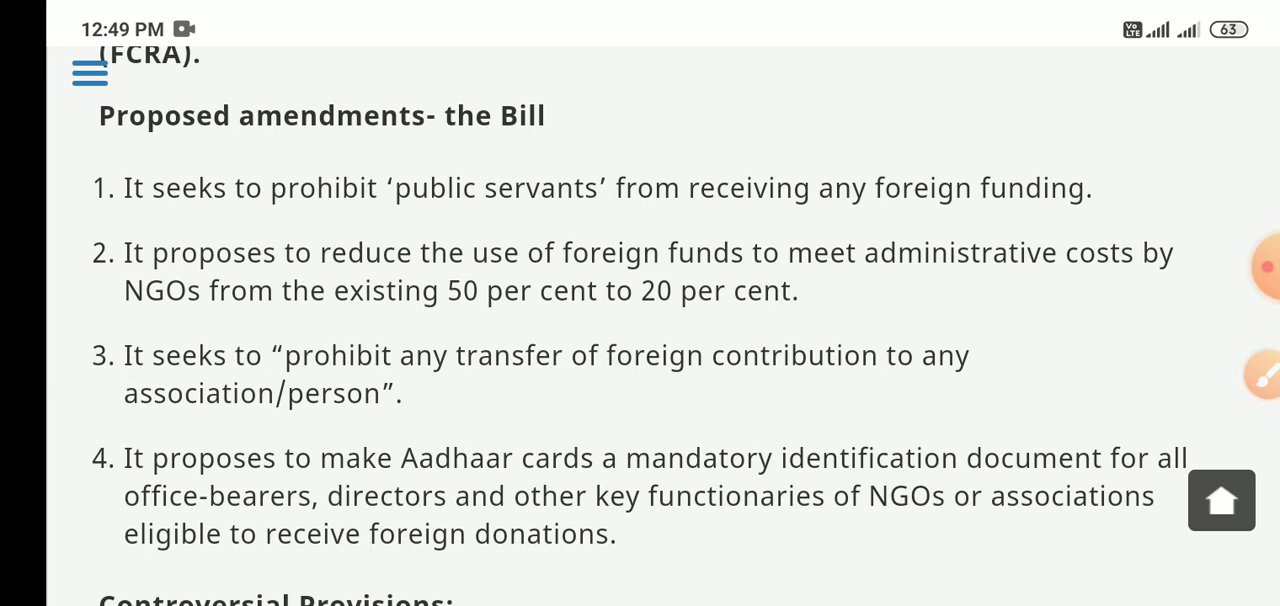 12:49 PM
Vo LTE
63
(FCRA).
Proposed amendments- the Bill
1. It seeks to prohibit ‘public servants’ from receiving any foreign funding.
2. It proposes to reduce the use of foreign funds to meet administrative costs by
NGOs from the existing 50 per cent to 20 per cent.
3. It seeks to “prohibit any transfer of foreign contribution to any
association/person”.
4. It proposes to make Aadhaar cards a mandatory identification document for all
office-bearers, directors and other key functionaries of NGOs or associations
eligible to receive foreign donations.
Controversial Provisions: